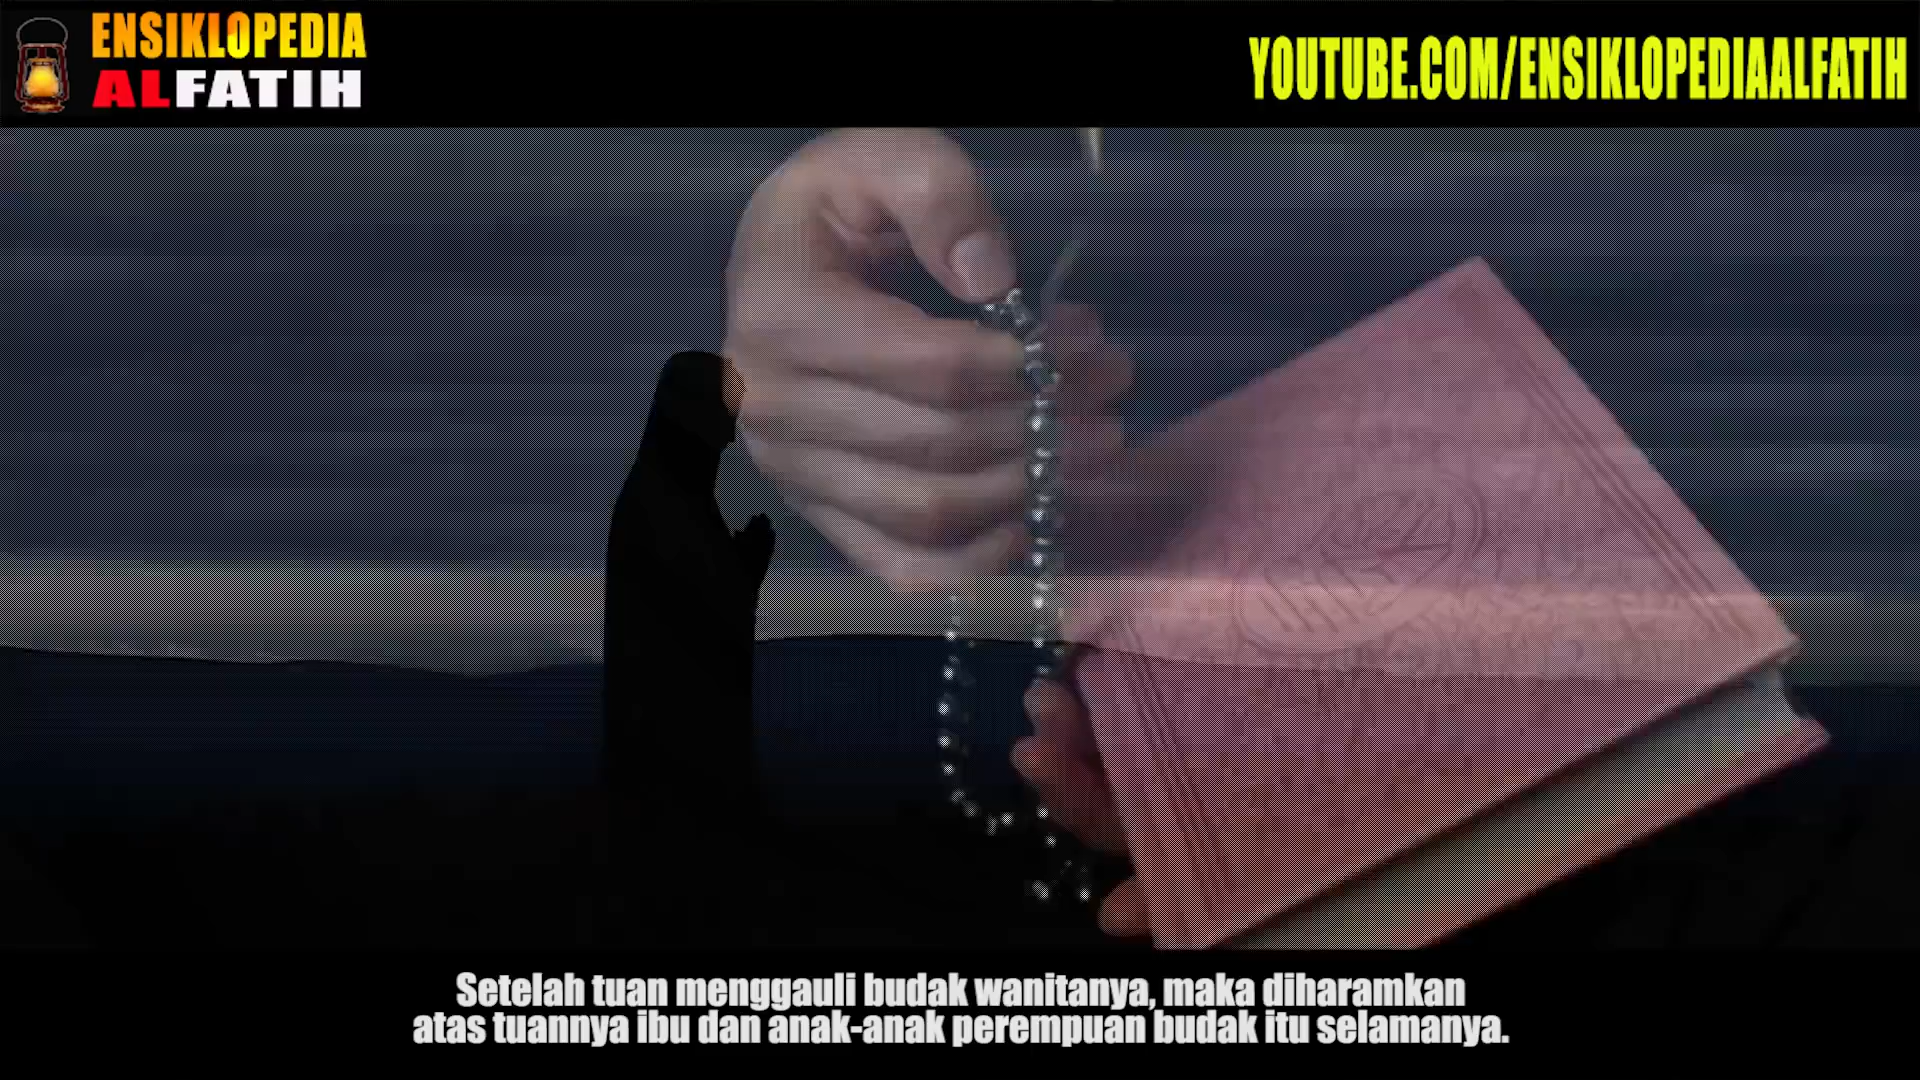 ENSIKLOPEDIA
ALFATIH
YOUTUBE.COM/ENSIKLOPEDIAALFATIH
Setelah tuan menggauli budak wanitanya, maka diharamkan
atas tuannya ibu dan anak-anak perempuan budak itu selamanya.